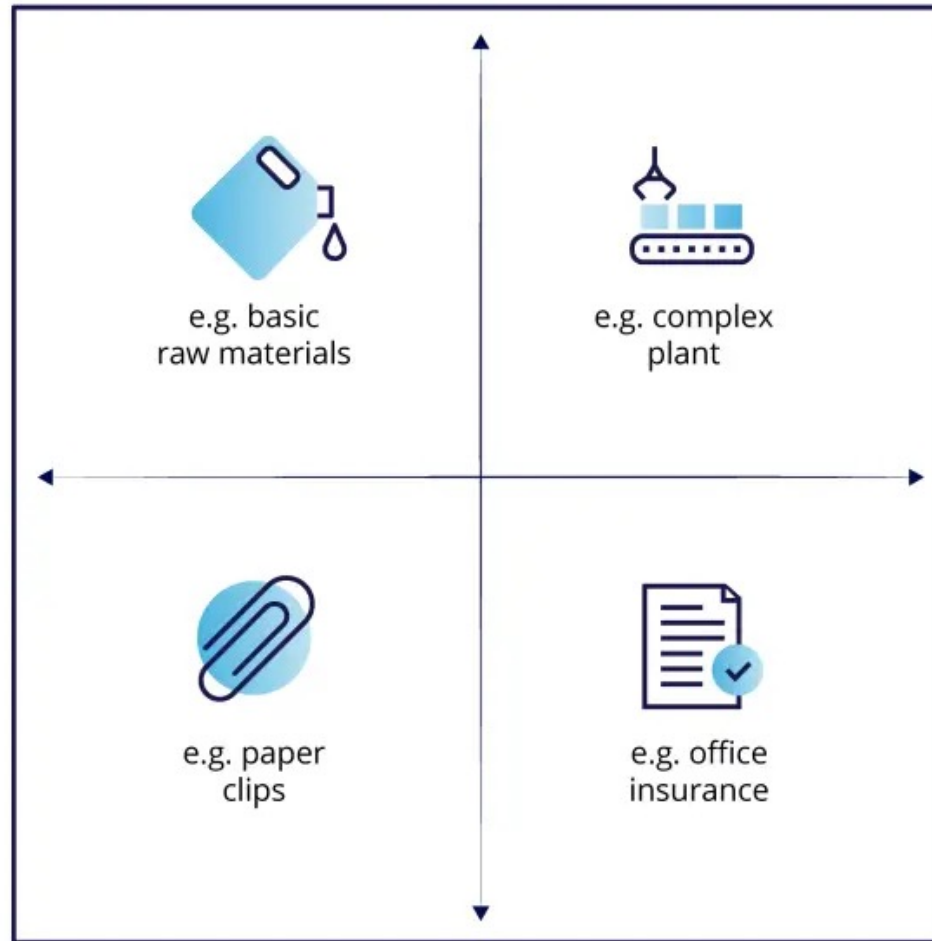 e.g. basic
raw materials
e.g. complex
plant
e.g. paper
clips
e.g. office
insurance